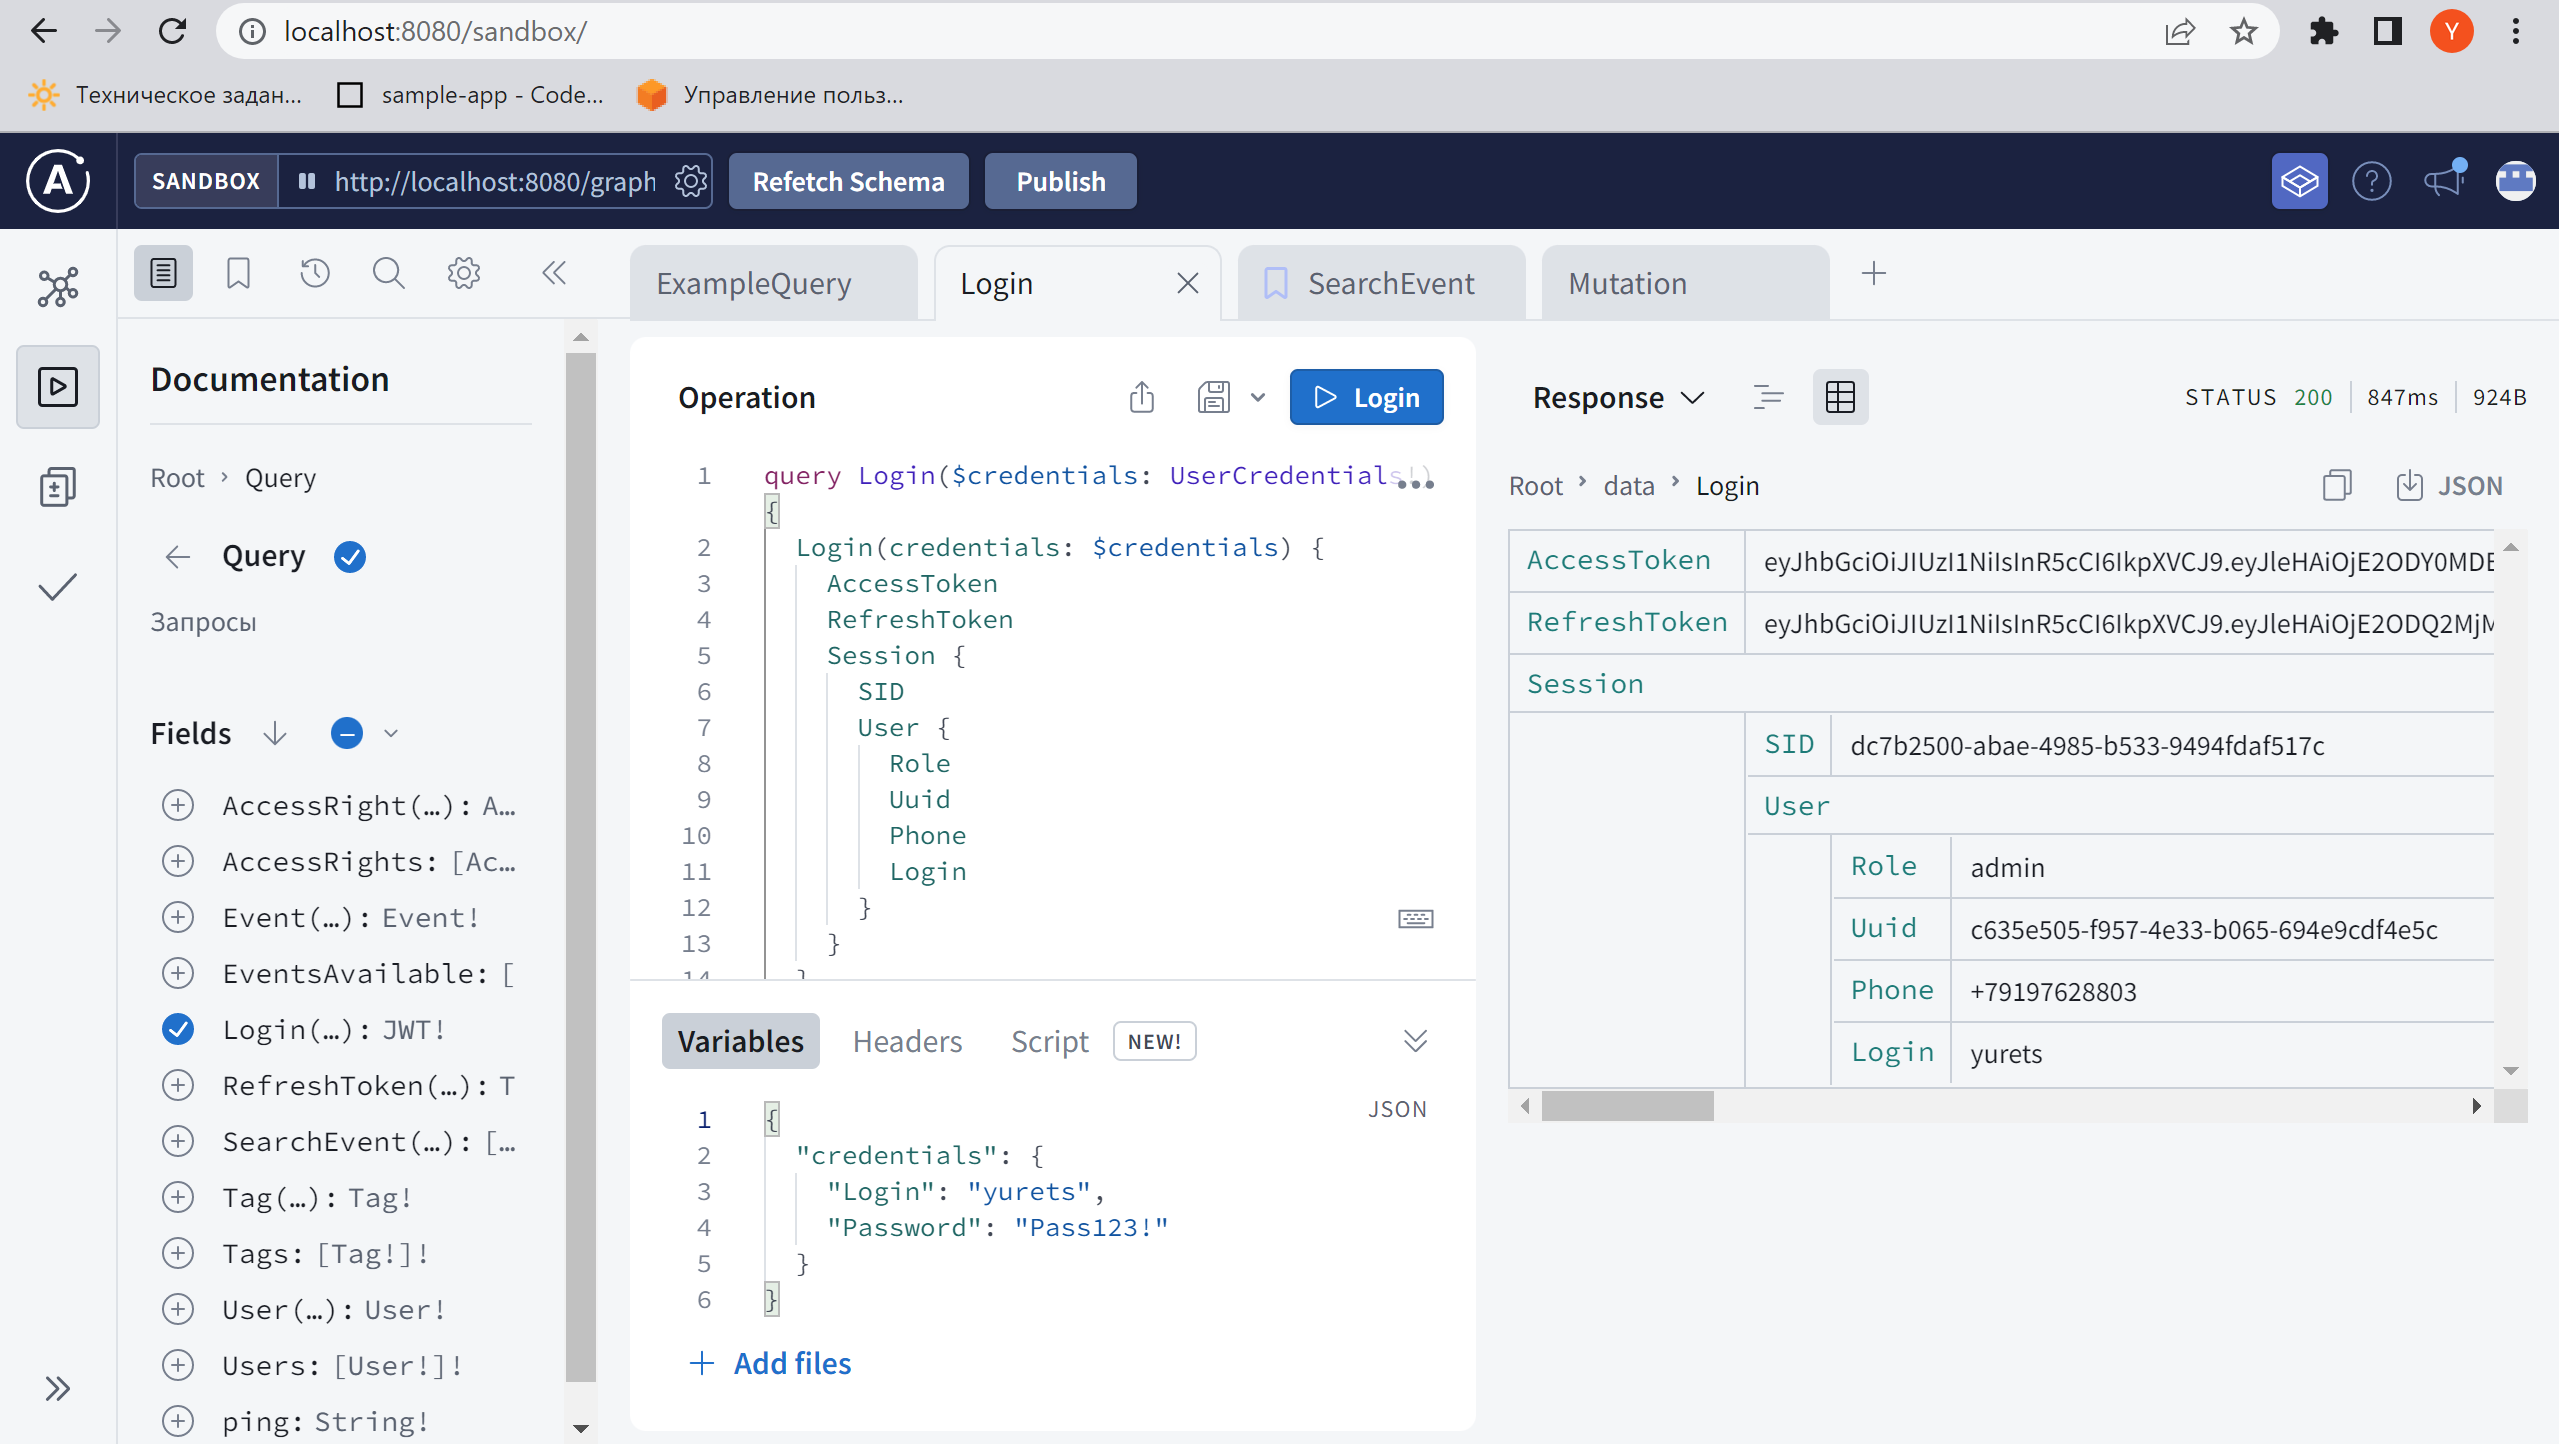 localhost:8080/sandbox/
Y
Техническое задан...
sample-app - Code...
Управление польз...
A
SANDBOX
http://localhost:8080/graph
Refetch Schema
Publish
ExampleQuery
Login
SearchEvent
Mutation
Documentation
Root › Query
Query
Запросы
Fields
AccessRight(…): A…
AccessRights: [Ac…
Event(…): Event!
EventsAvailable: [
Login(…): JWT!
RefreshToken(…): T
SearchEvent(…): […
Tag(…): Tag!
Tags: [Tag!]!
User(…): User!
Users: [User!]!
ping: String!
Operation
Login
1 query Login($credentials: UserCredentials!)
{
2 Login(credentials: $credentials) {
3 AccessToken
4 RefreshToken
5 Session {
6 SID
7 User {
8 Role
9 Uuid
10 Phone
11 Login
12 }
13 }
14 }
Variables
Headers
Script
NEW!
JSON
1 {
2 "credentials": {
3 "Login": "yurets",
4 "Password": "Pass123!"
5 }
6 }
Add files
Response
STATUS 200
847ms
924B
Root › data › Login
JSON
AccessToken eyJhbGciOiJIUzI1NiIsInR5cCI6IkpXVCJ9.eyJleHAiOjE2ODY0MDE
RefreshToken eyJhbGciOiJIUzI1NiIsInR5cCI6IkpXVCJ9.eyJleHAiOjE2ODQ2MjM
Session
SID dc7b2500-abae-4985-b533-9494fdaf517c
User
Role admin
Uuid c635e505-f957-4e33-b065-694e9cdf4e5c
Phone +79197628803
Login yurets